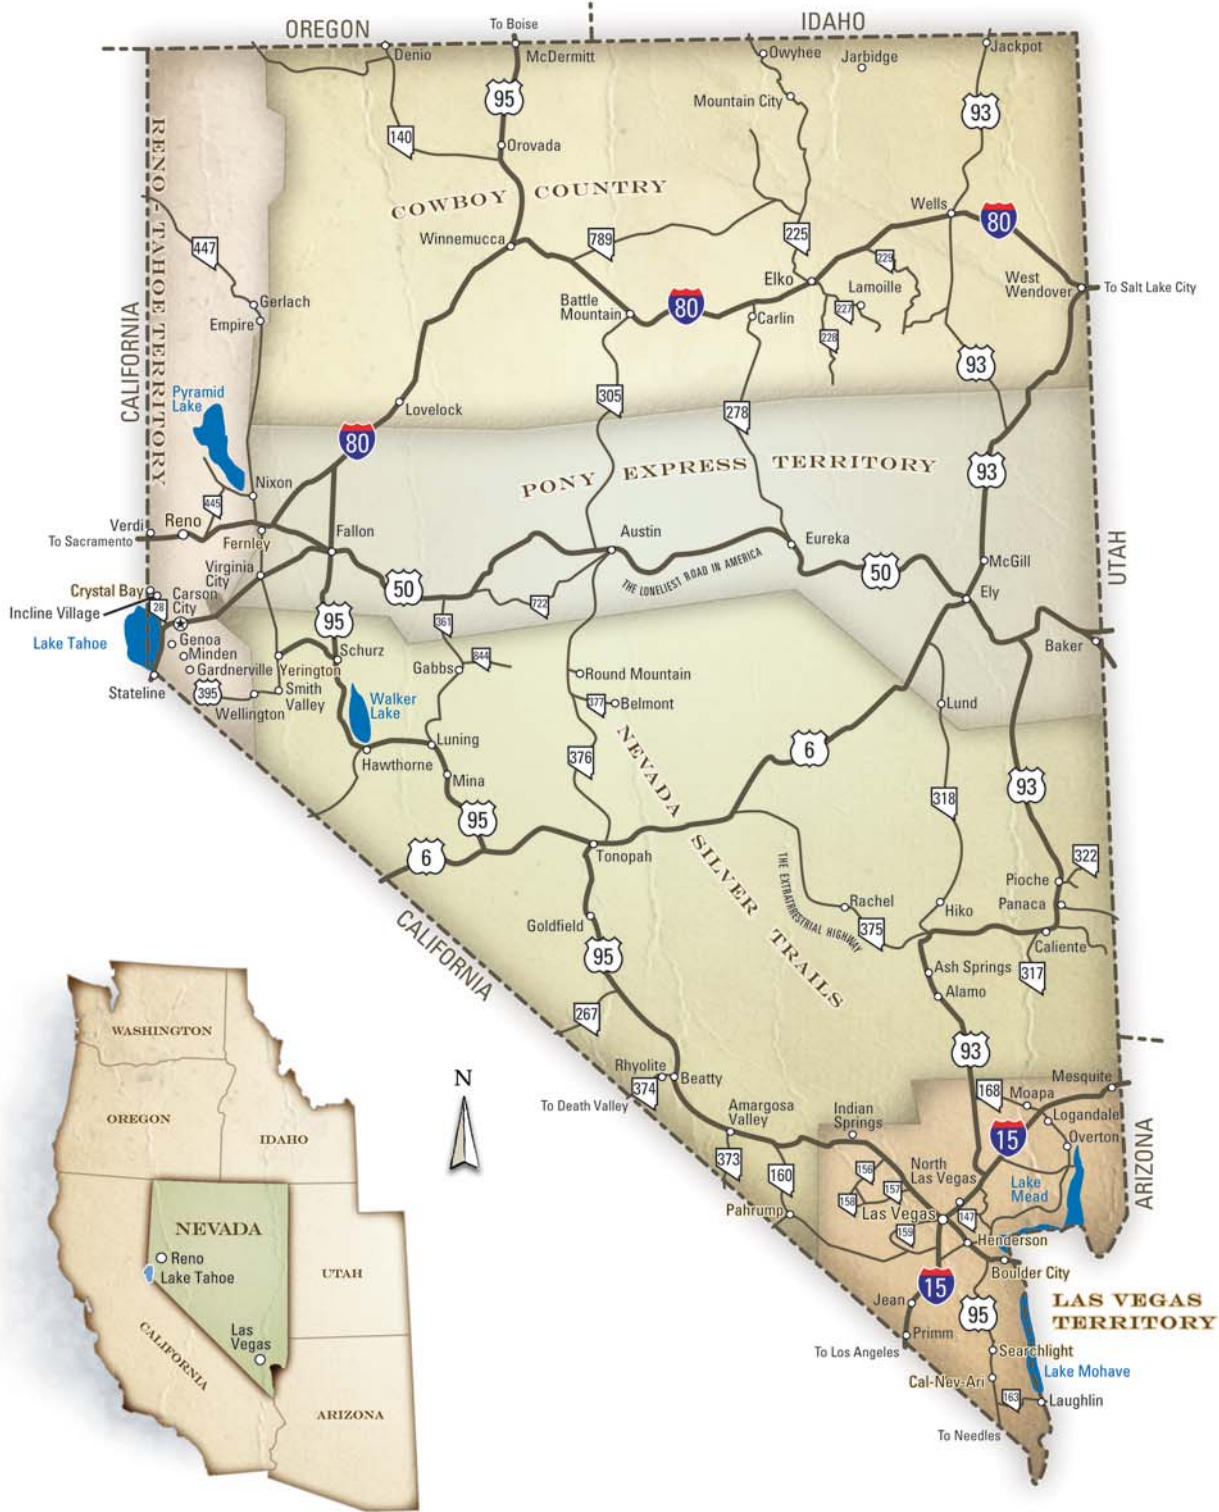 OREGON
To Boise
IDAHO
Denio
McDermitt
Owyhee
Jarbidge
Jackpot
95
Mountain City
93
140
Orovada
RENO - TAHOE TERRITORY
COWBOY COUNTRY
Wells
80
447
Winnemucca
789
225
229
Elko
Lamoille
West
Wendover
To Salt Lake City
Gerlach
Empire
Battle
Mountain
80
Carlin
227
228
CALIFORNIA
93
Pyramid
Lake
Lovelock
305
278
80
PONY EXPRESS TERRITORY
93
Nixon
445
Verdi
Reno
To Sacramento
Fernley
Fallon
Austin
Eureka
THE LONELIEST ROAD IN AMERICA
McGill
UTAH
Virginia
City
50
50
Ely
Crystal Bay
Carson
City
28
Incline Village
722
361
95
Lake Tahoe
Genoa
Minden
Gardnerville
Schurz
Yerington
Gabbs
844
Baker
Round Mountain
Stateline
395
Smith
Valley
Wellington
Walker
Lake
377
Belmont
Lund
Luning
Hawthorne
376
NEVADA SILVER TRAILS
6
Mina
95
318
93
6
Tonopah
THE EXTRATRRESTRIAL HIGHWAY
322
Pioche
Rachel
Panaca
Hiko
375
Goldfield
Caliente
CALIFORNIA
95
Ash Springs
317
Alamo
267
93
Rhyolite
374
Beatty
To Death Valley
Mesquite
168
Moapa
Logandale
Amargosa
Valley
Indian
Springs
15
Overton
373
160
156
North
Las Vegas
157
158
Lake
Mead
ARIZONA
Pahrump
Las Vegas
147
159
Henderson
Boulder City
15
Jean
95
LAS VEGAS
TERRITORY
Primm
To Los Angeles
Searchlight
Lake Mohave
Cal-Nev-Ari
163
Laughlin
To Needles
N
WASHINGTON
OREGON
IDAHO
NEVADA
Reno
Lake Tahoe
UTAH
Las
Vegas
CALIFORNIA
ARIZONA